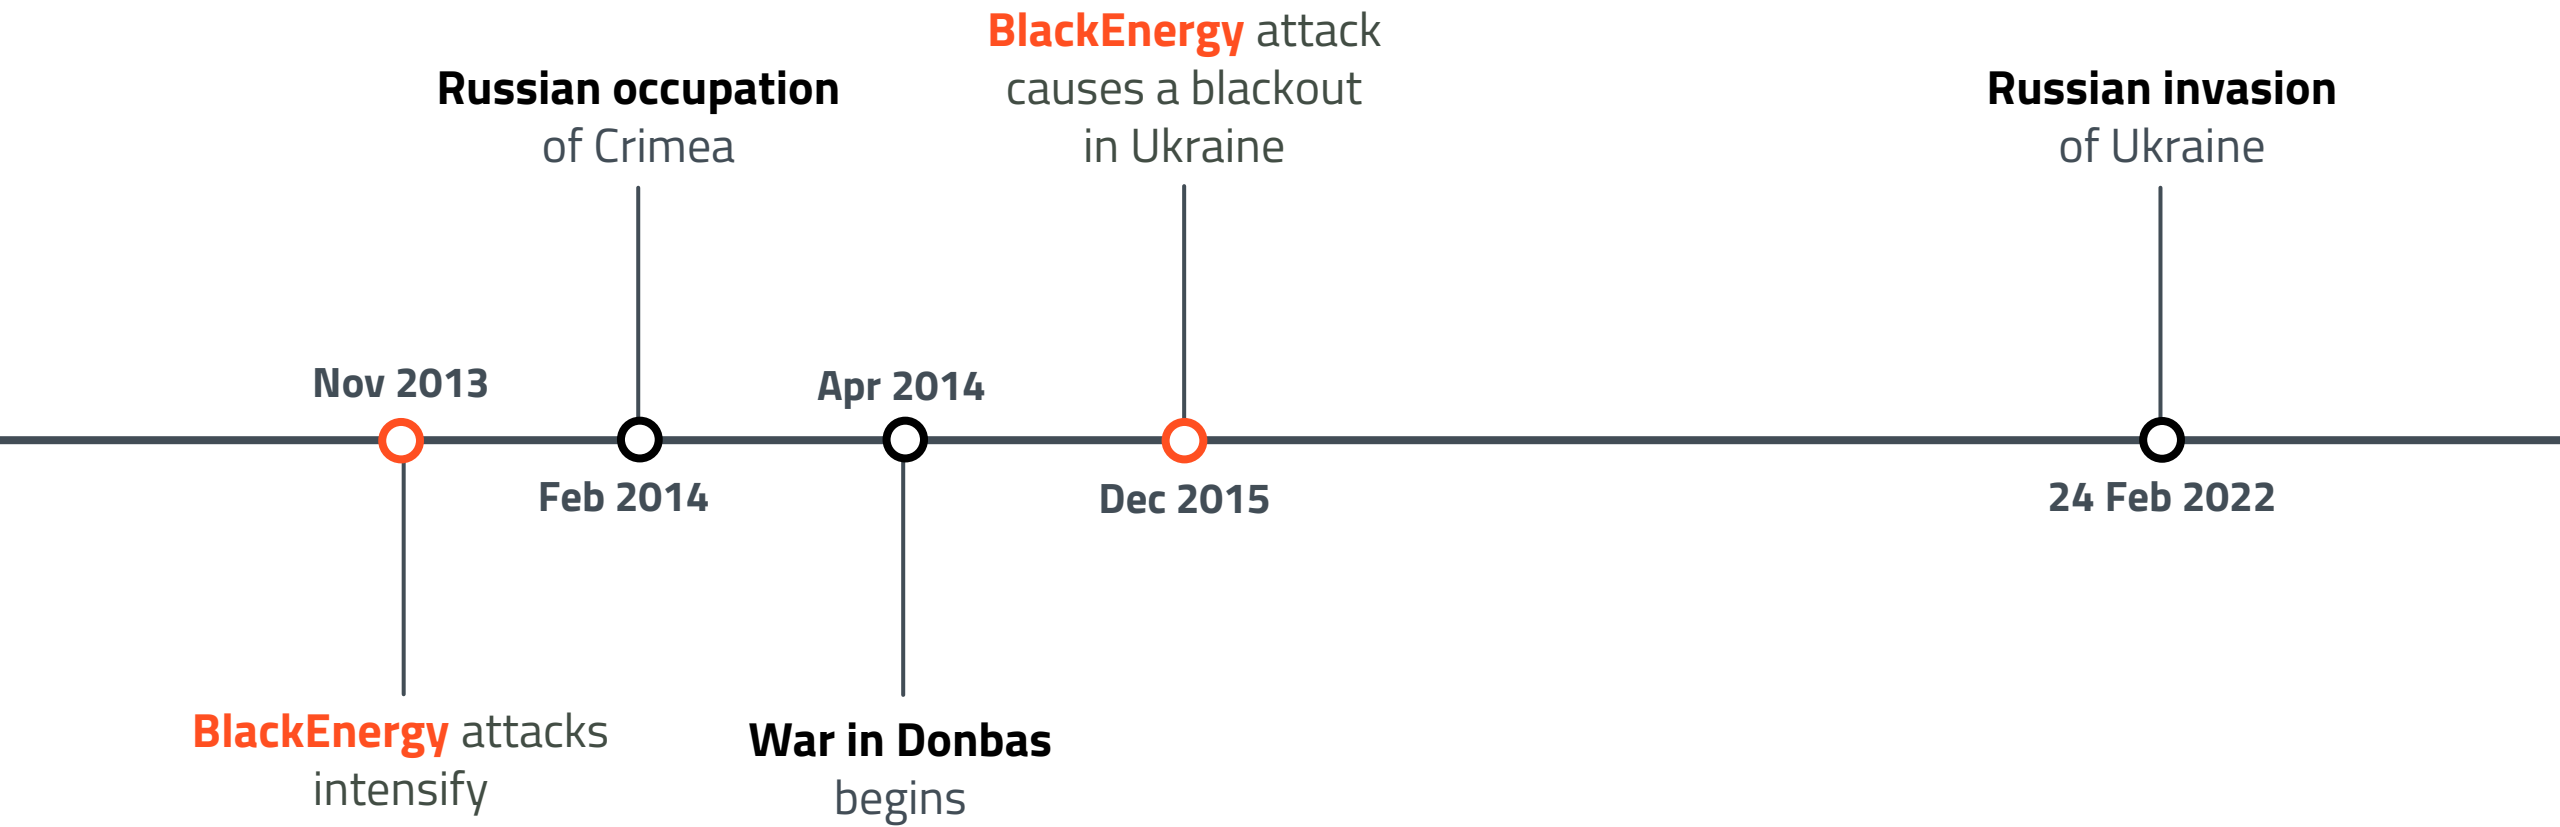 Nov 2013
BlackEnergy attacks
intensify
Russian occupation
of Crimea
Feb 2014
Apr 2014
War in Donbas
begins
BlackEnergy attack
causes a blackout
in Ukraine
Dec 2015
Russian invasion
of Ukraine
24 Feb 2022